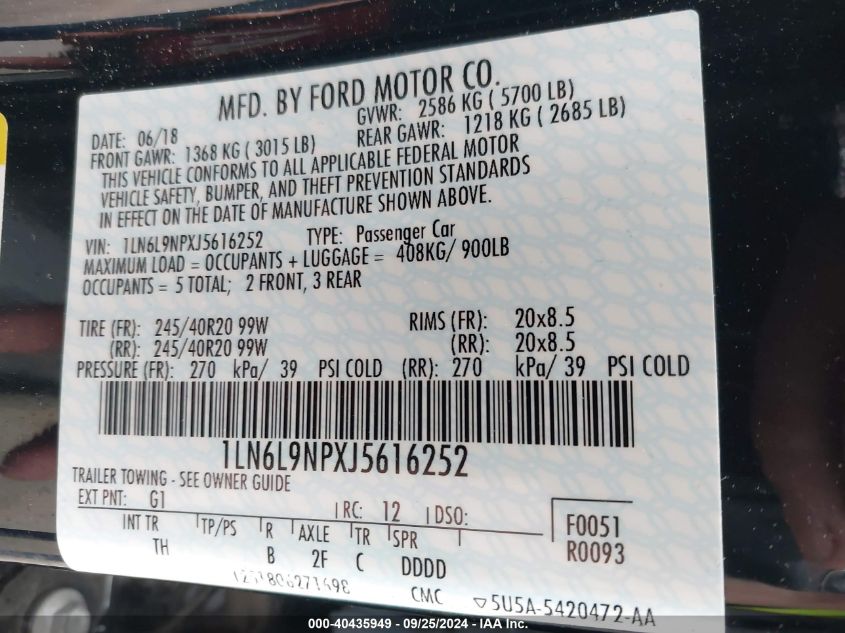 MFD. BY FORD MOTOR CO.
DATE: 06/18 GVWR: 2586 KG ( 5700 LB)
FRONT GAWR: 1368 KG ( 3015 LB) REAR GAWR: 1218 KG ( 2685 LB)
THIS VEHICLE CONFORMS TO ALL APPLICABLE FEDERAL MOTOR
VEHICLE SAFETY, BUMPER, AND THEFT PREVENTION STANDARDS
IN EFFECT ON THE DATE OF MANUFACTURE SHOWN ABOVE.
VIN: 1LN6L9NPXJ5616252 TYPE: Passenger Car
MAXIMUM LOAD = OCCUPANTS + LUGGAGE = 408KG/ 900LB
OCCUPANTS = 5 TOTAL; 2 FRONT, 3 REAR
TIRE (FR): 245/40R20 99W RIMS (FR): 20x8.5
(RR): 245/40R20 99W (RR): 20x8.5
PRESSURE (FR): 270 kPa/ 39 PSI COLD (RR): 270 kPa/ 39 PSI COLD
1LN6L9NPXJ5616252
TRAILER TOWING - SEE OWNER GUIDE
EXT PNT: G1 RC: 12 DSO: F0051
INT TR TP/PS R AXLE TR SPR R0093
TH B 2F C DDDD
CMC 5U5A-5420472-AA
000-40435949 - 09/25/2024 - IAA Inc.